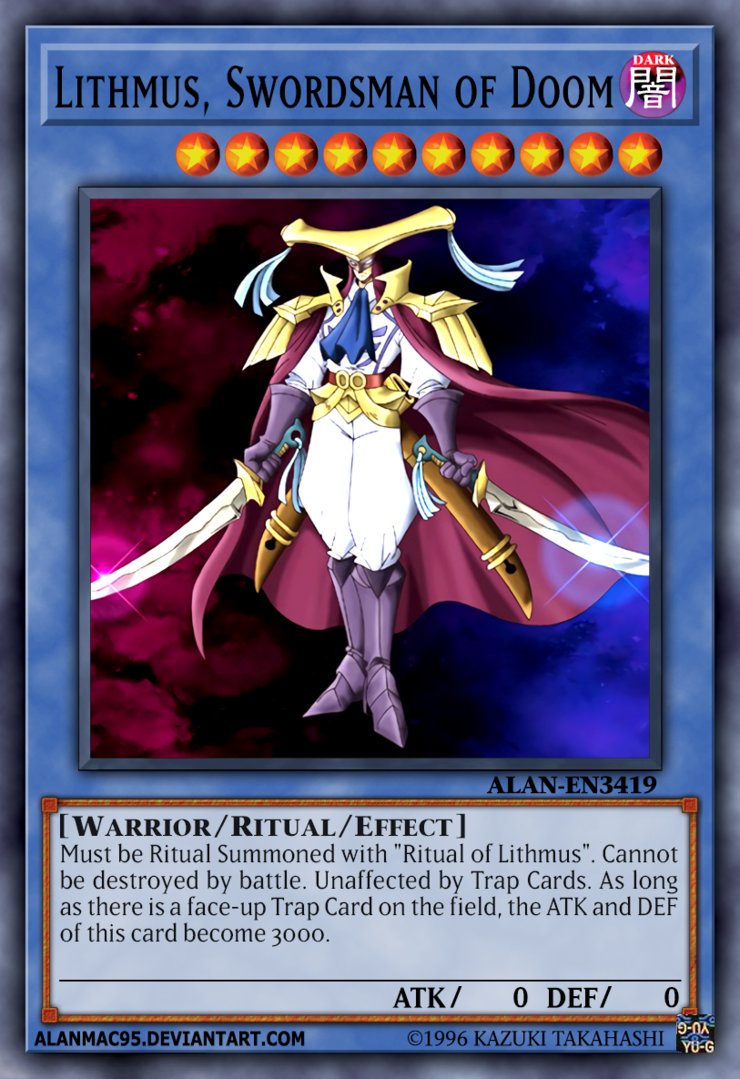 Lithmus, Swordsman of Doom
DARK
闇
ALAN-EN3419
[Warrior/Ritual/Effect]
Must be Ritual Summoned with "Ritual of Lithmus". Cannot
be destroyed by battle. Unaffected by Trap Cards. As long
as there is a face-up Trap Card on the field, the ATK and DEF
of this card become 3000.
ATK/ 0 DEF/ 0
ALANMAC95.DEVIANTART.COM
©1996 KAZUKI TAKAHASHI